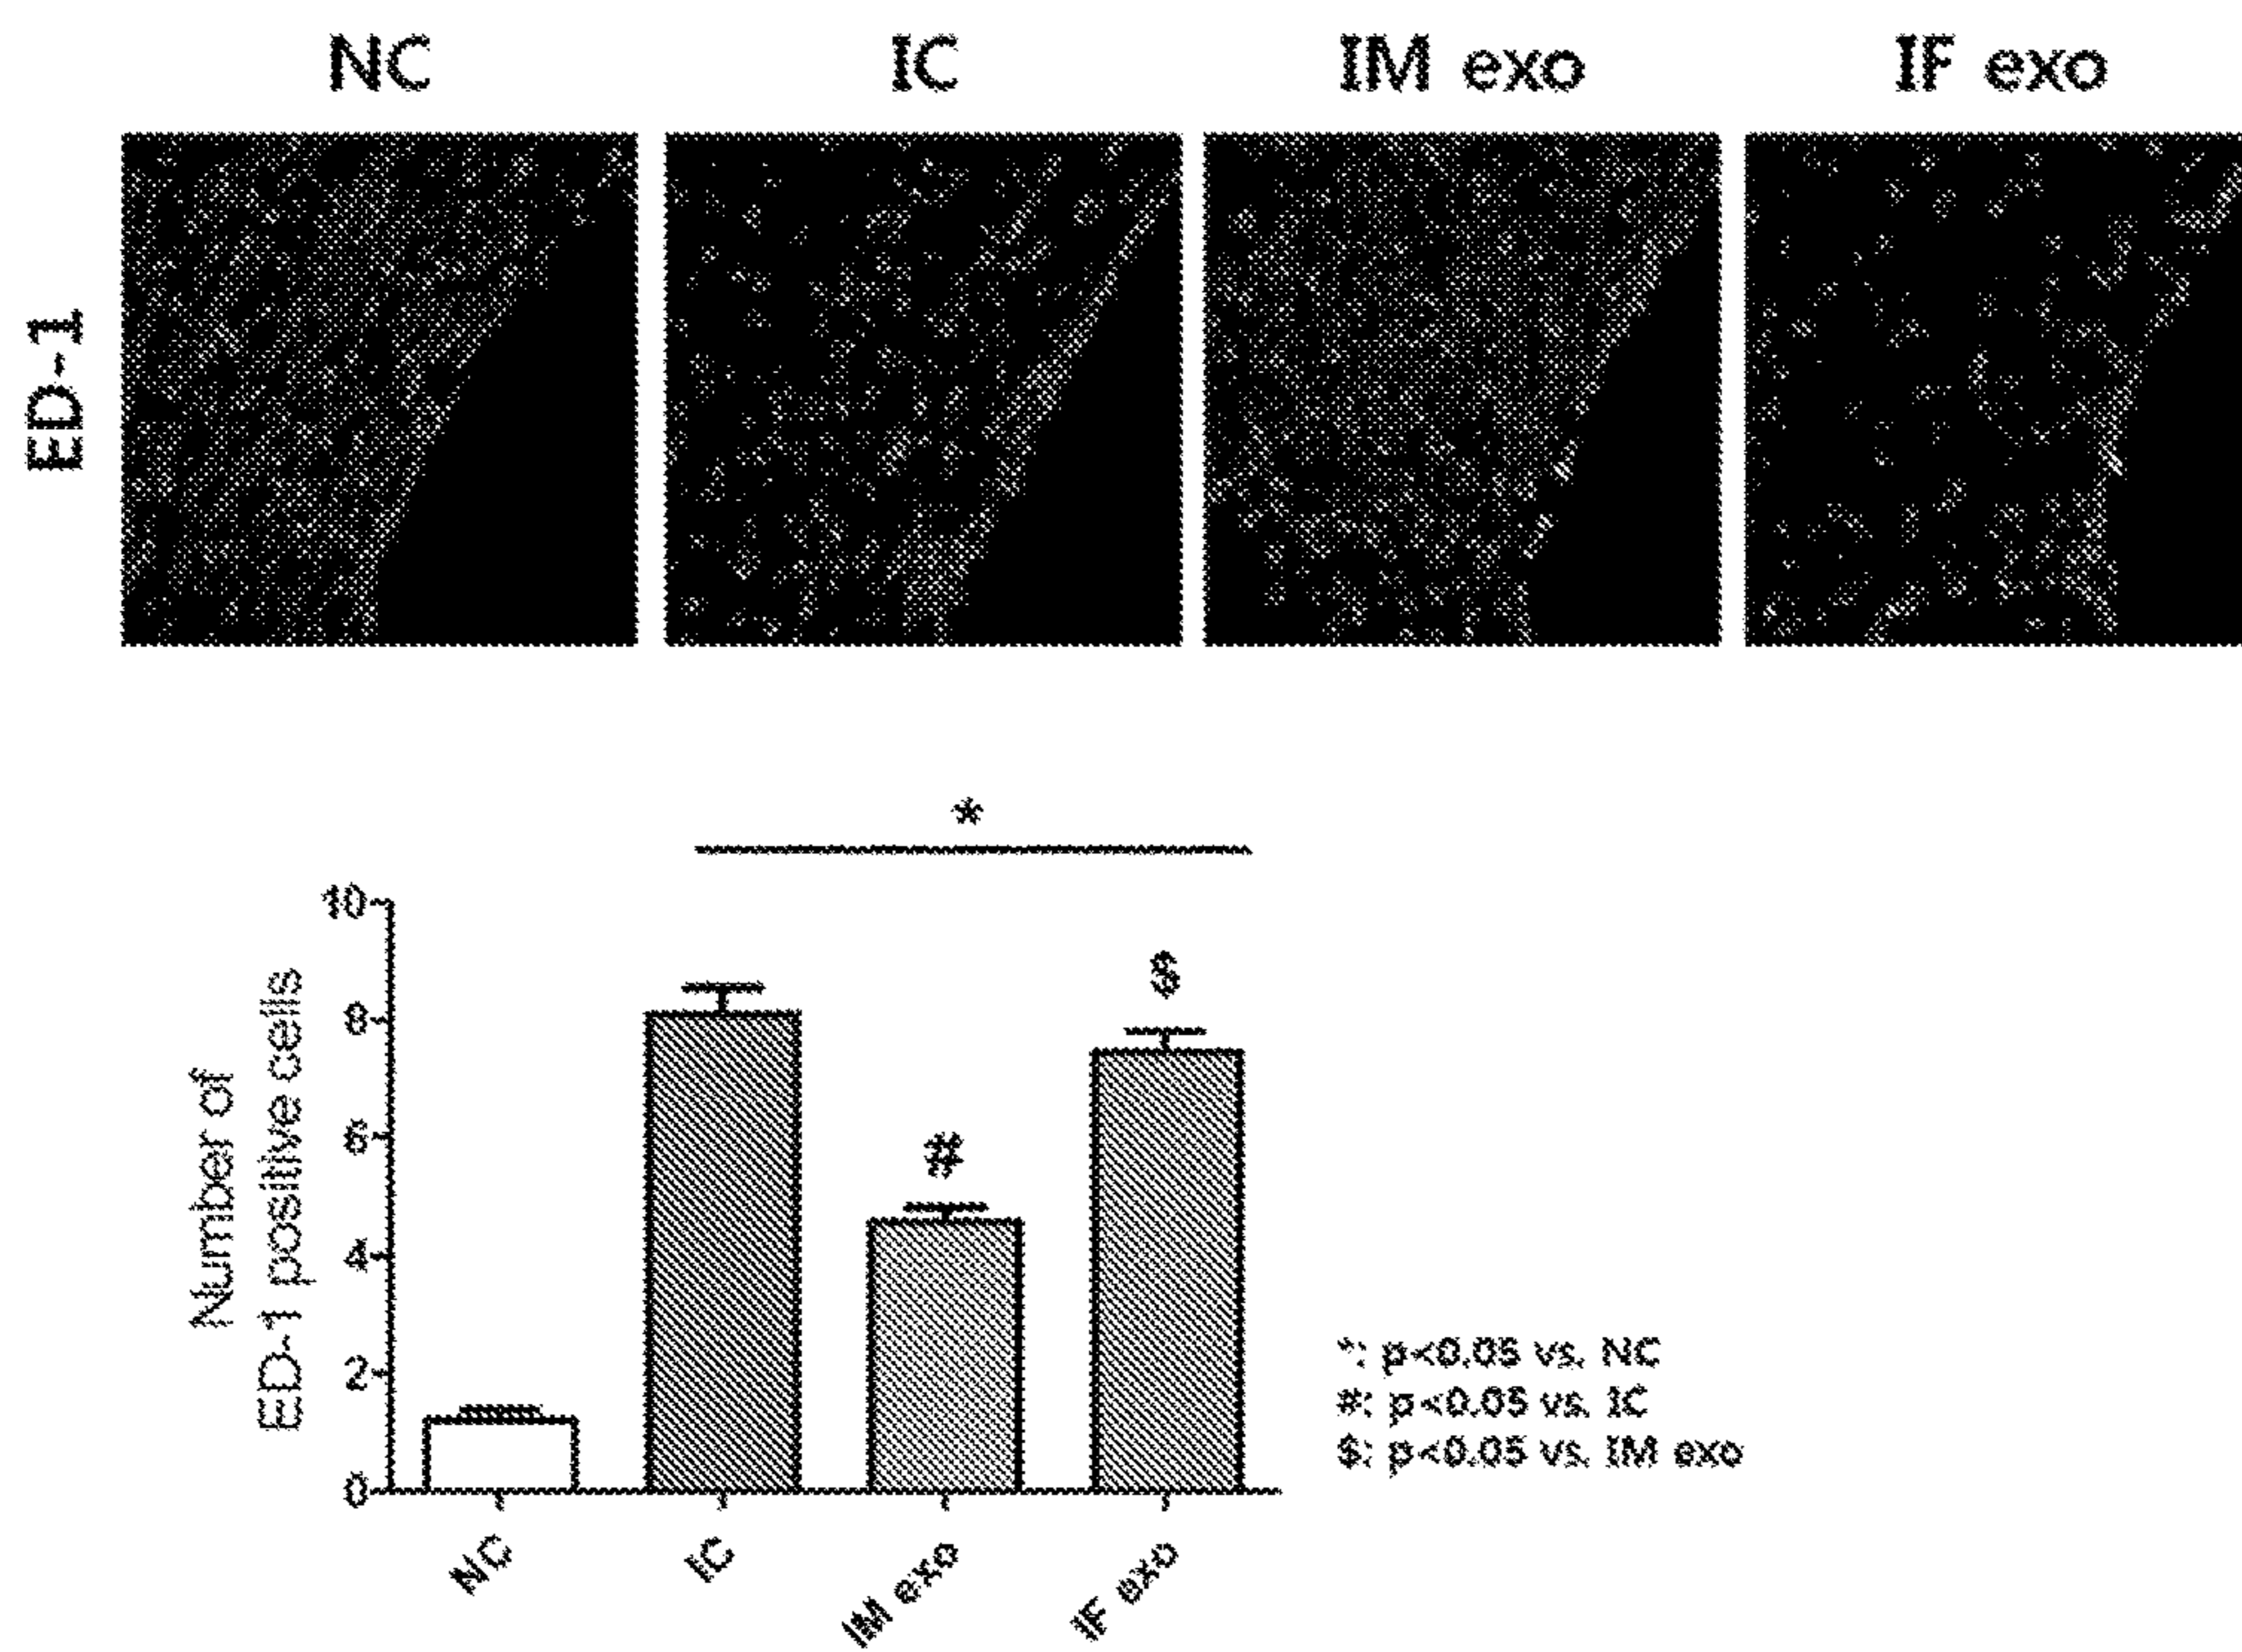 NC
IC
IM exo
IF exo
ED-1
*
10
8
6
4
2
0
Number of
ED-1 positive cells
#
$
NC
IC
IM exo
IF exo
*: p<0.05 vs. NC
#: p<0.05 vs. IC
$: p<0.05 vs. IM exo